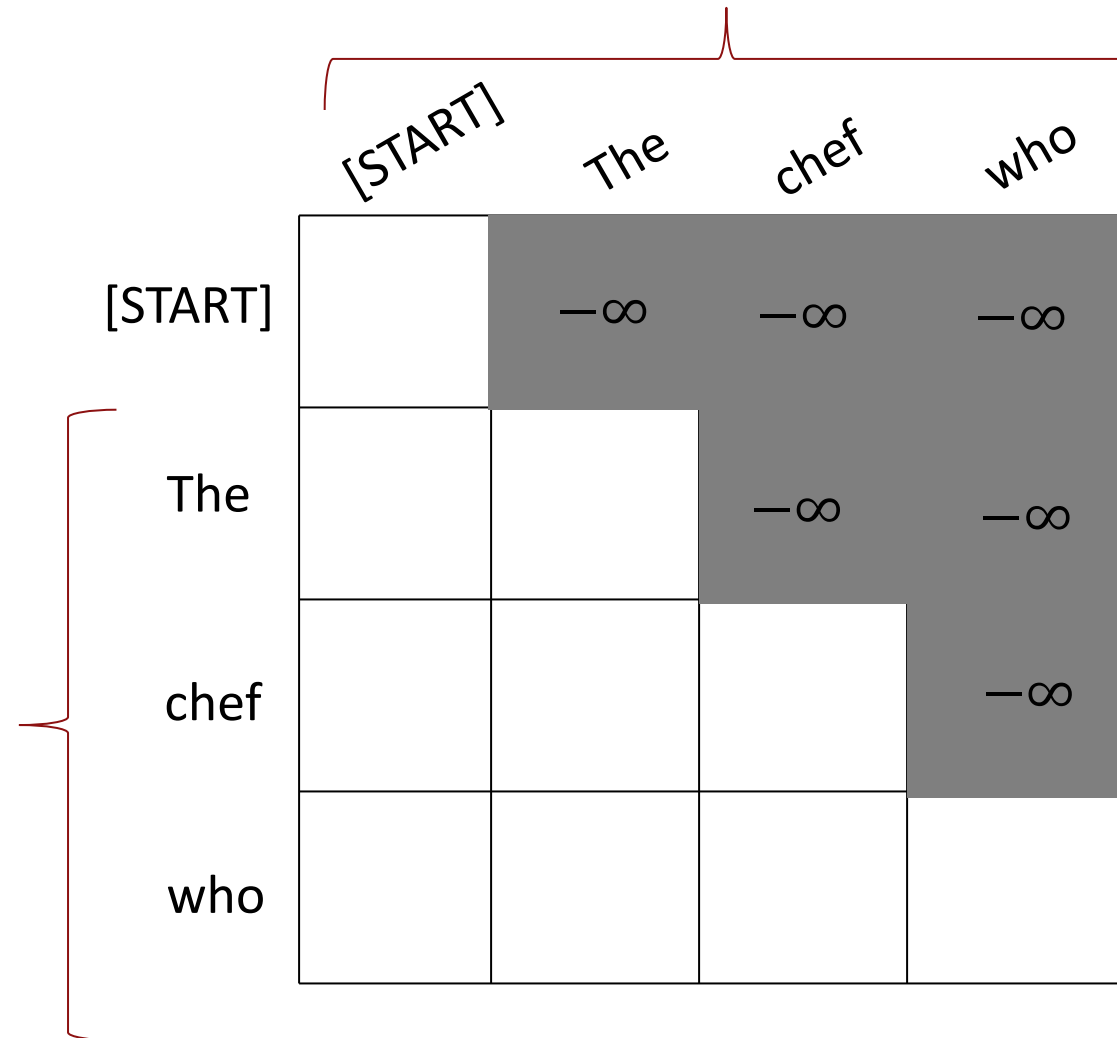 [START] The chef who
[START] −∞ −∞ −∞
The −∞ −∞
chef −∞
who